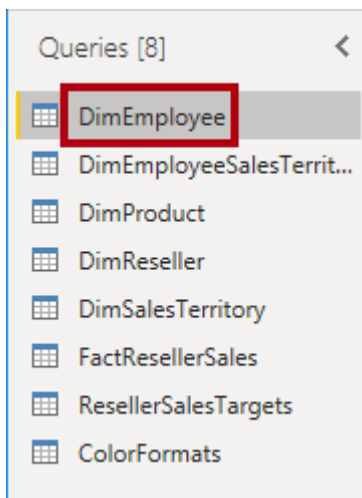 Queries [8]
DimEmployee
DimEmployeeSalesTerrit...
DimProduct
DimReseller
DimSalesTerritory
FactResellerSales
ResellerSalesTargets
ColorFormats